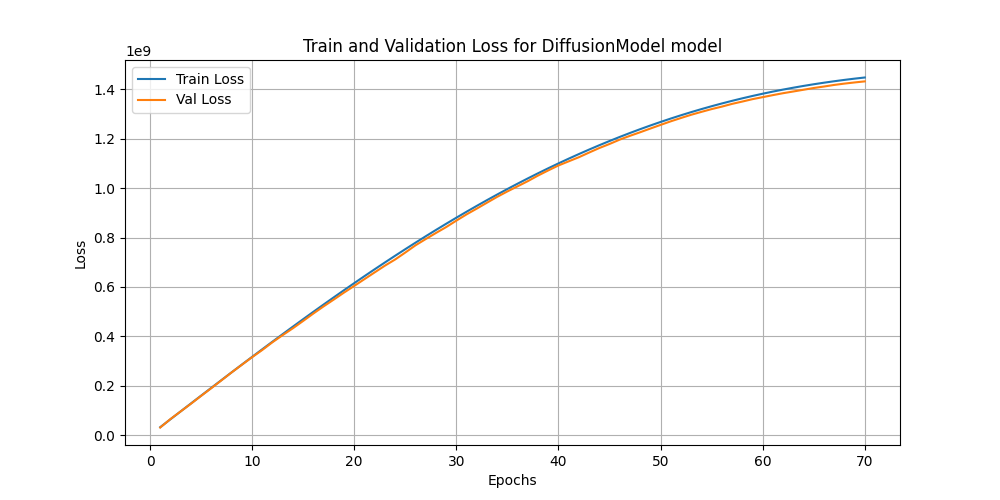 Train and Validation Loss for DiffusionModel model
1e9
Train Loss
Val Loss
1.4
1.2
1.0
0.8
0.6
0.4
0.2
0.0
Loss
0 10 20 30 40 50 60 70
Epochs